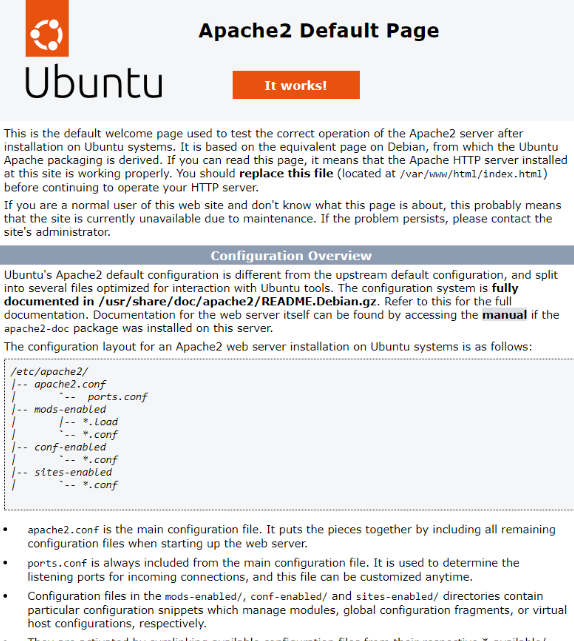 Apache2 Default Page
Ubuntu
It works!
This is the default welcome page used to test the correct operation of the Apache2 server after
installation on Ubuntu systems. It is based on the equivalent page on Debian, from which the Ubuntu
Apache packaging is derived. If you can read this page, it means that the Apache HTTP server installed
at this site is working properly. You should replace this file (located at /var/www/html/index.html)
before continuing to operate your HTTP server.
If you are a normal user of this web site and don't know what this page is about, this probably means
that the site is currently unavailable due to maintenance. If the problem persists, please contact the
site's administrator.
Configuration Overview
Ubuntu's Apache2 default configuration is different from the upstream default configuration, and split
into several files optimized for interaction with Ubuntu tools. The configuration system is fully
documented in /usr/share/doc/apache2/README.Debian.gz. Refer to this for the full
documentation. Documentation for the web server itself can be found by accessing the manual if the
apache2-doc package was installed on this server.
The configuration layout for an Apache2 web server installation on Ubuntu systems is as follows:
/etc/apache2/
|-- apache2.conf
|       `--  ports.conf
|-- mods-enabled
|       |-- *.load
|       `-- *.conf
|-- conf-enabled
|       `-- *.conf
|-- sites-enabled
|       `-- *.conf
• apache2.conf is the main configuration file. It puts the pieces together by including all remaining
configuration files when starting up the web server.
• ports.conf is always included from the main configuration file. It is used to determine the
listening ports for incoming connections, and this file can be customized anytime.
• Configuration files in the mods-enabled/, conf-enabled/ and sites-enabled/ directories contain
particular configuration snippets which manage modules, global configuration fragments, or virtual
host configurations, respectively.
• They are activated by symlinking available configuration files from their respective *-available/